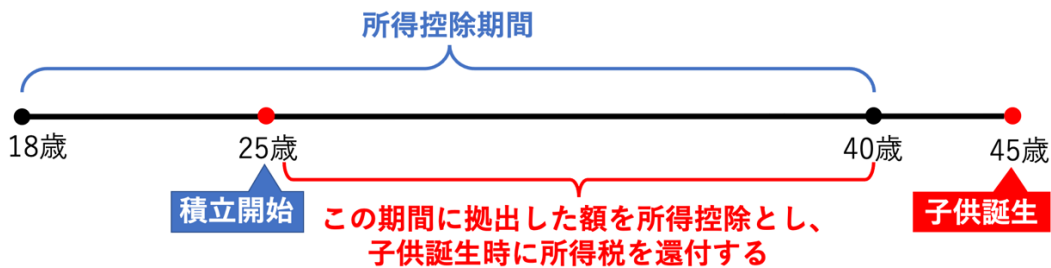 所得控除期間
18歳
25歳
40歳
45歳
積立開始
子供誕生
この期間に拠出した額を所得控除とし、
子供誕生時に所得税を還付する